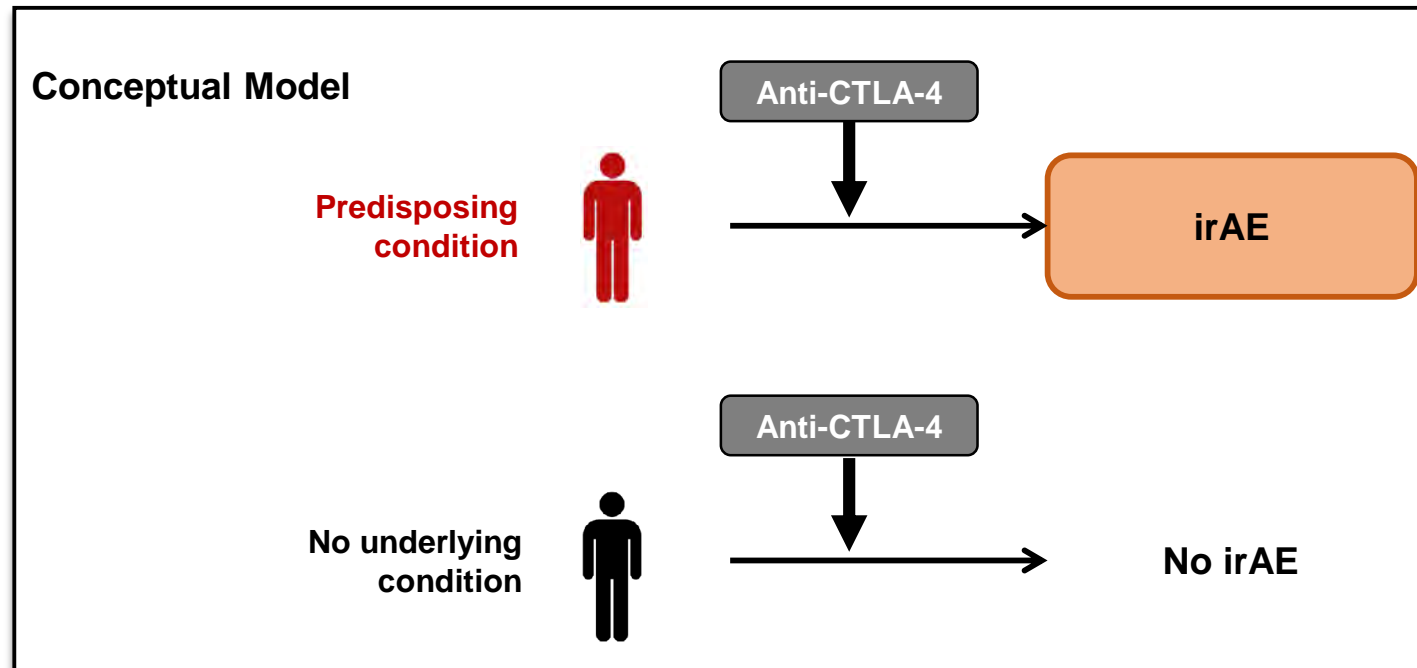 Conceptual Model
Anti-CTLA-4
Predisposing
condition
irAE
Anti-CTLA-4
No underlying
condition
No irAE